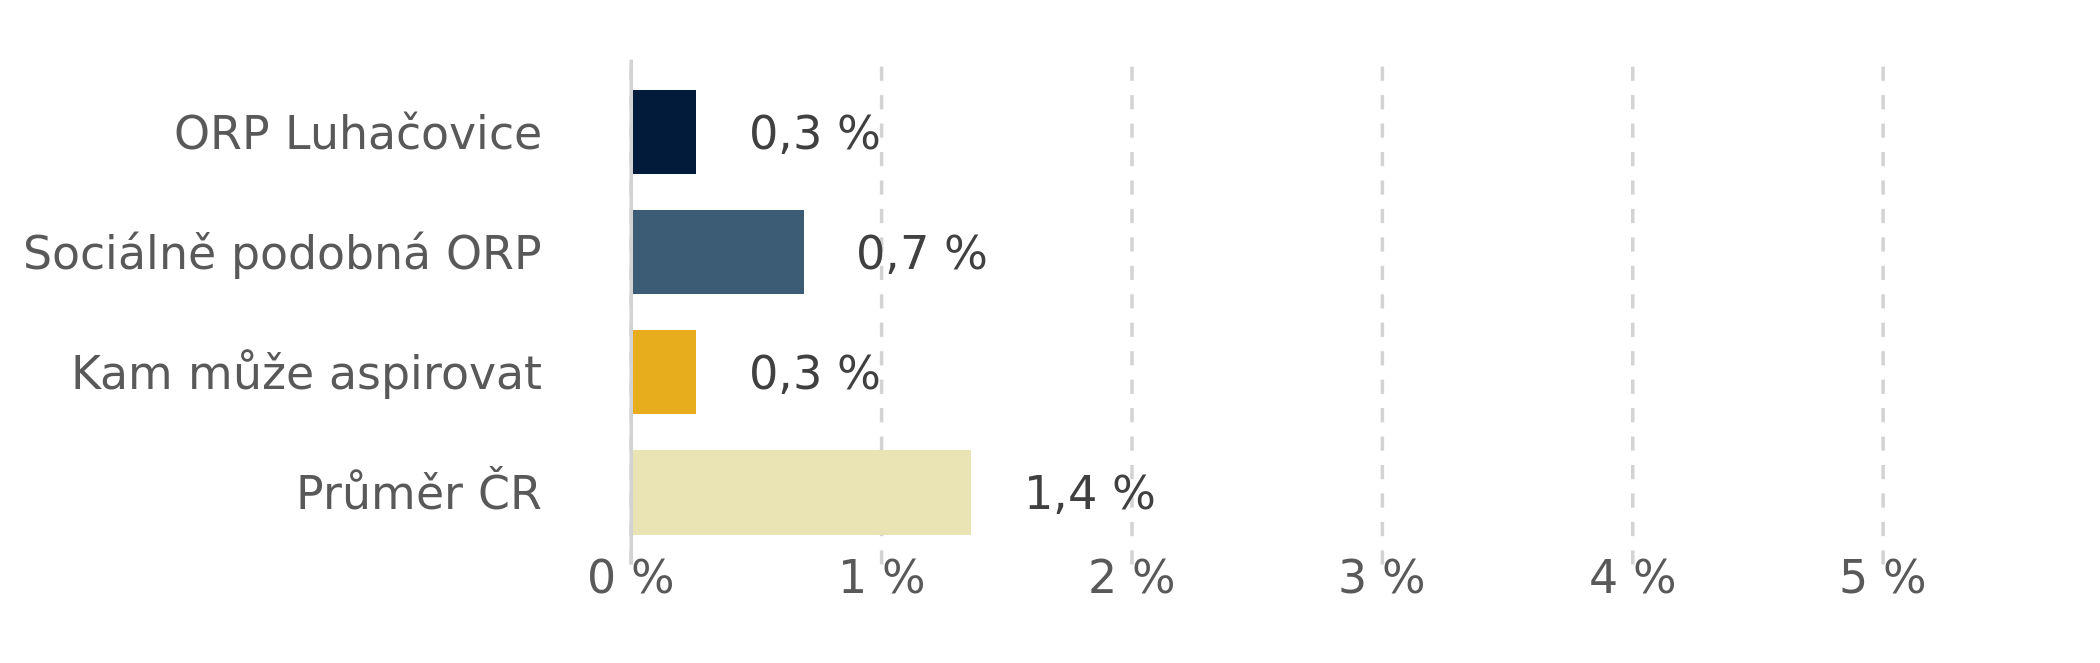 ORP Luhačovice 0,3 %
Sociálně podobná ORP 0,7 %
Kam může aspirovat 0,3 %
Průměr ČR 1,4 %
0 % 1 % 2 % 3 % 4 % 5 %